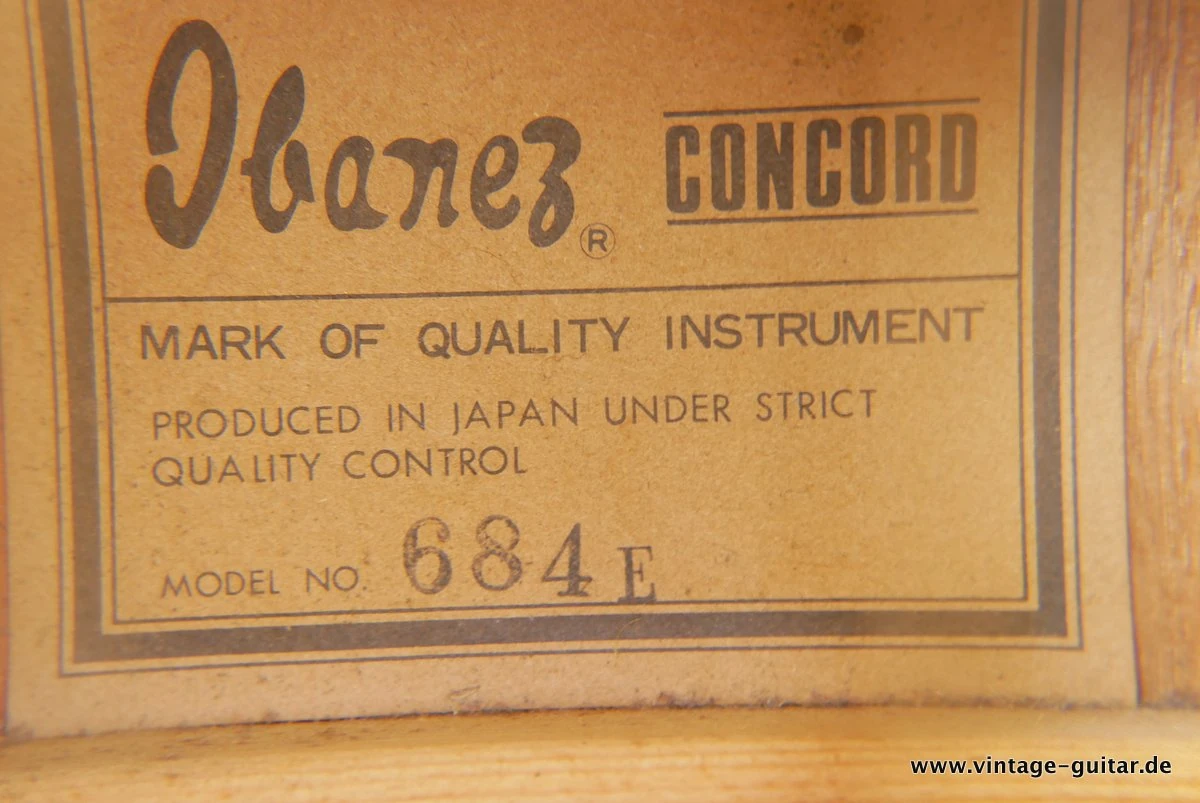 Ibanez® CONCORD
MARK OF QUALITY INSTRUMENT
PRODUCED IN JAPAN UNDER STRICT
QUALITY CONTROL
MODEL NO. 684E
www.vintage-guitar.de